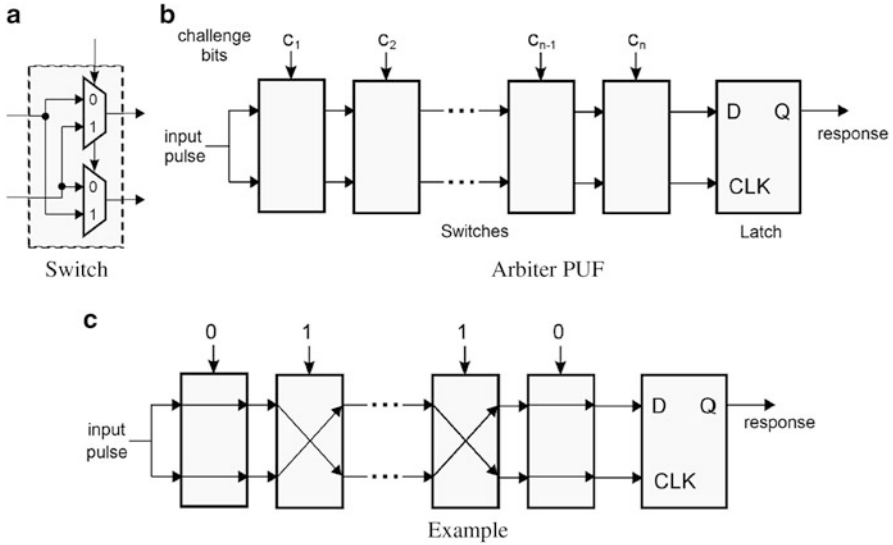 a
0
1
0
1
Switch
b
challenge bits
C1 C2 Cn-1 Cn
input pulse
D Q
CLK
response
Switches
Latch
Arbiter PUF
c
0 1 1 0
input pulse
D Q
CLK
response
Example